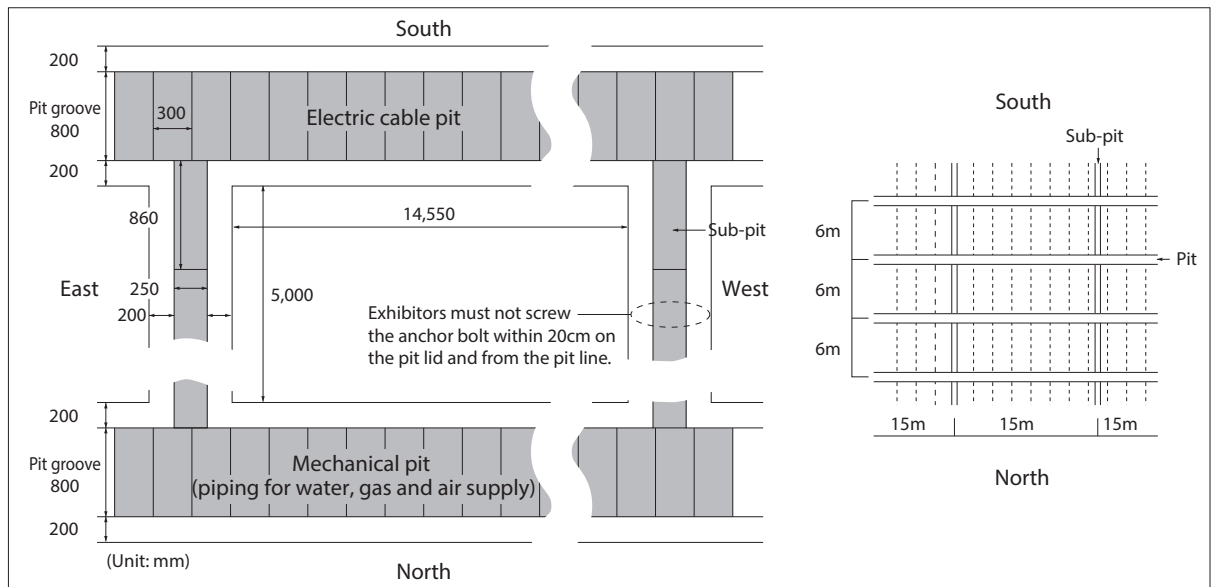 South
200
Pit groove
800
300
Electric cable pit
200
860
14,550
Sub-pit
East
250
200
5,000
West
Exhibitors must not screw
the anchor bolt within 20cm on
the pit lid and from the pit line.
200
Pit groove
800
Mechanical pit
(piping for water, gas and air supply)
200
(Unit: mm)
North
South
Sub-pit
6m
Pit
6m
6m
15m
15m
15m
North